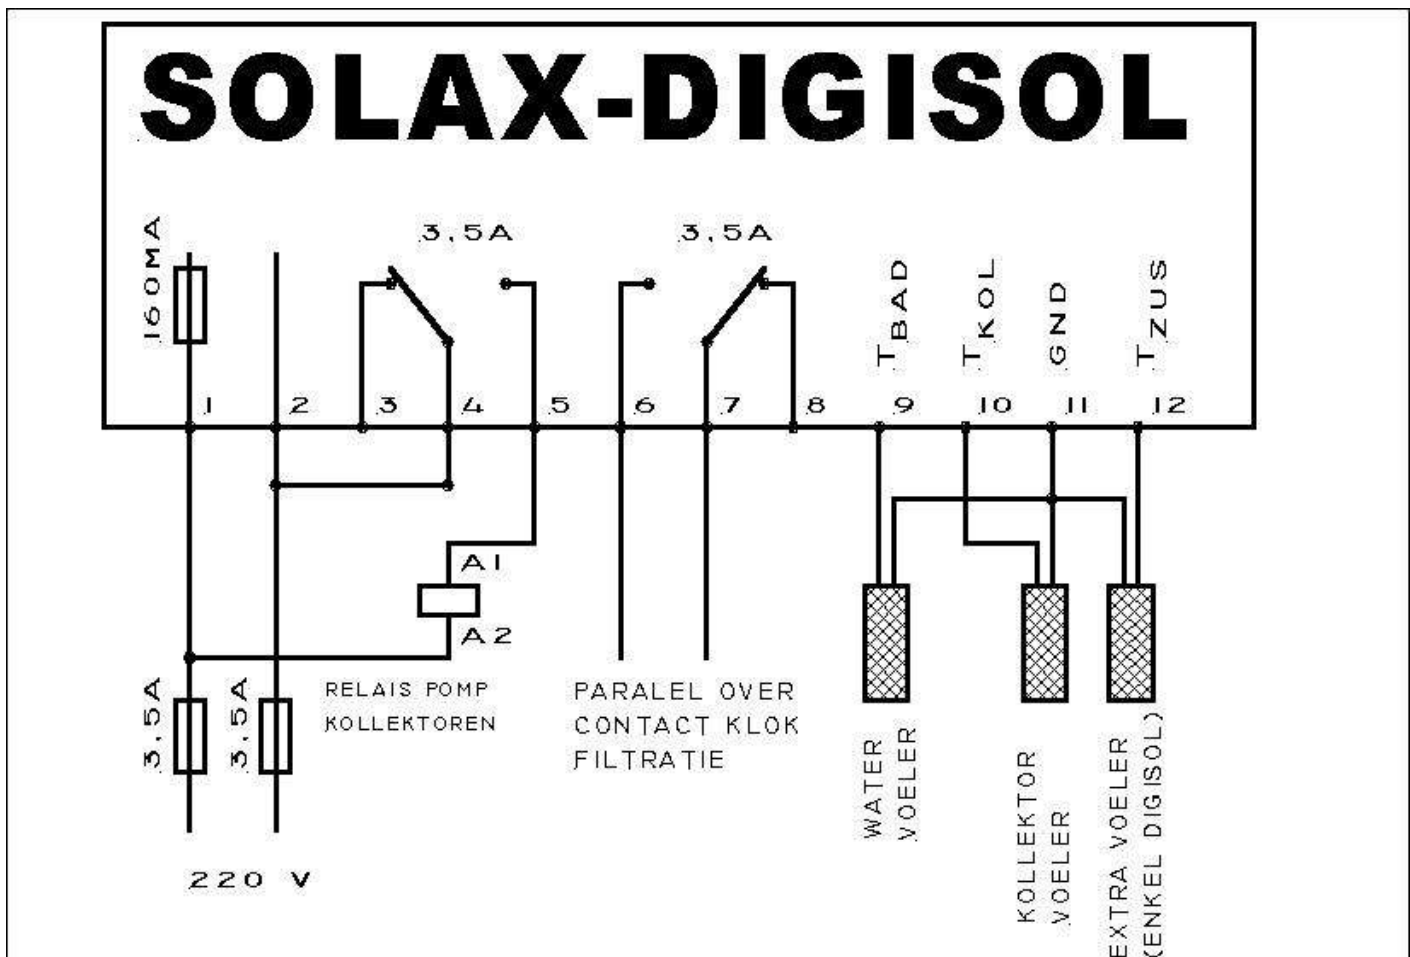 SOLAX-DIGISOL
160MA
3,5A
3,5A
TBAD
TKOL
GND
TZUS
1 2 3 4 5 6 7 8 9 10 11 12
A1
A2
3,5A
3,5A
RELAIS POMP
KOLLEKTOREN
PARALEL OVER
CONTACT KLOK
FILTRATIE
WATER
VOELER
KOLLEKTOR
VOELER
EXTRA VOELER
(ENKEL DIGISOL)
220 V